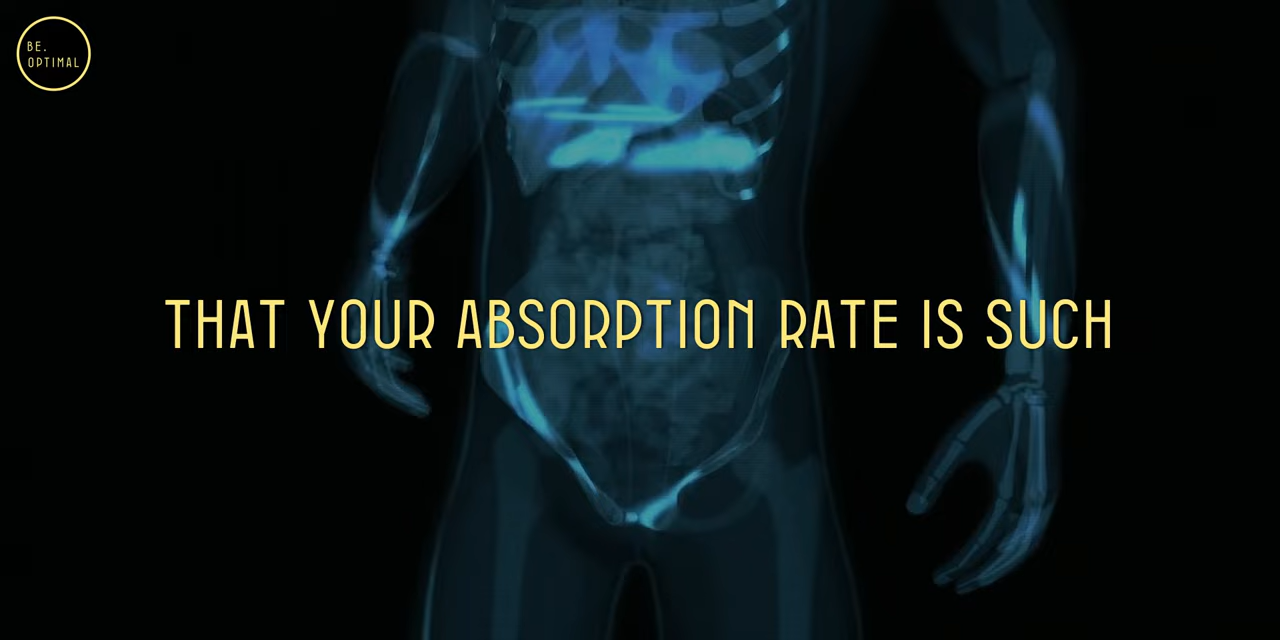 BE.
OPTIMAL
THAT YOUR ABSORPTION RATE IS SUCH